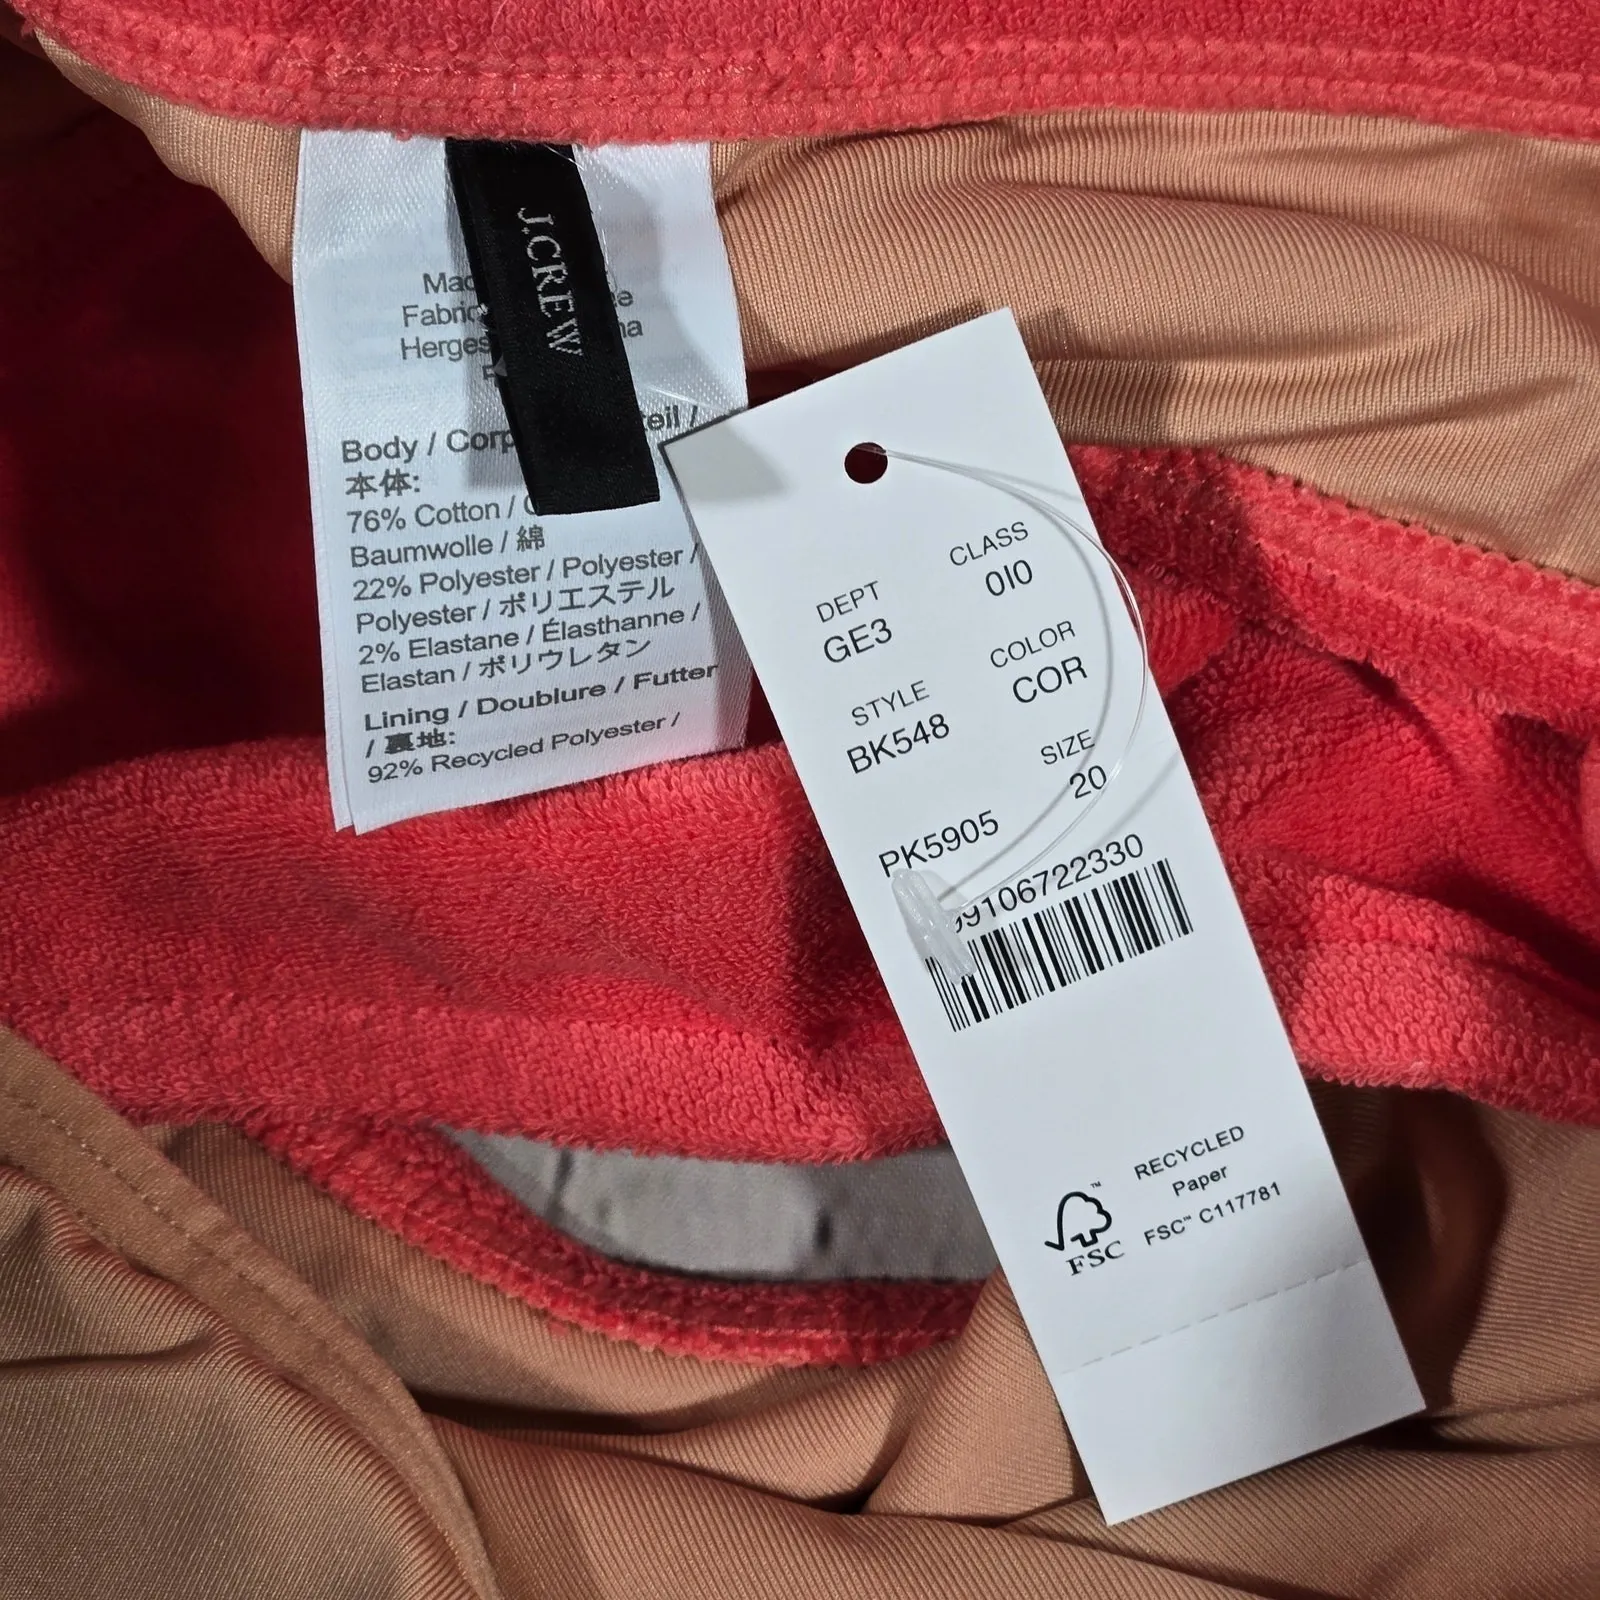 J.CREW
Body /
本体:
76% Cotton /
Baumwolle / 綿
22% Polyester / Polyester /
Polyester / ポリエステル
2% Elastane / Élasthanne /
Elastan / ポリウレタン
Lining / Doublure / Futter
/ 裏地:
92% Recycled Polyester /
DEPT
GE3
CLASS
0I0
STYLE
BK548
COLOR
COR
SIZE
20
PK5905
99106722330
RECYCLED
Paper
FSC™ C117781
FSC